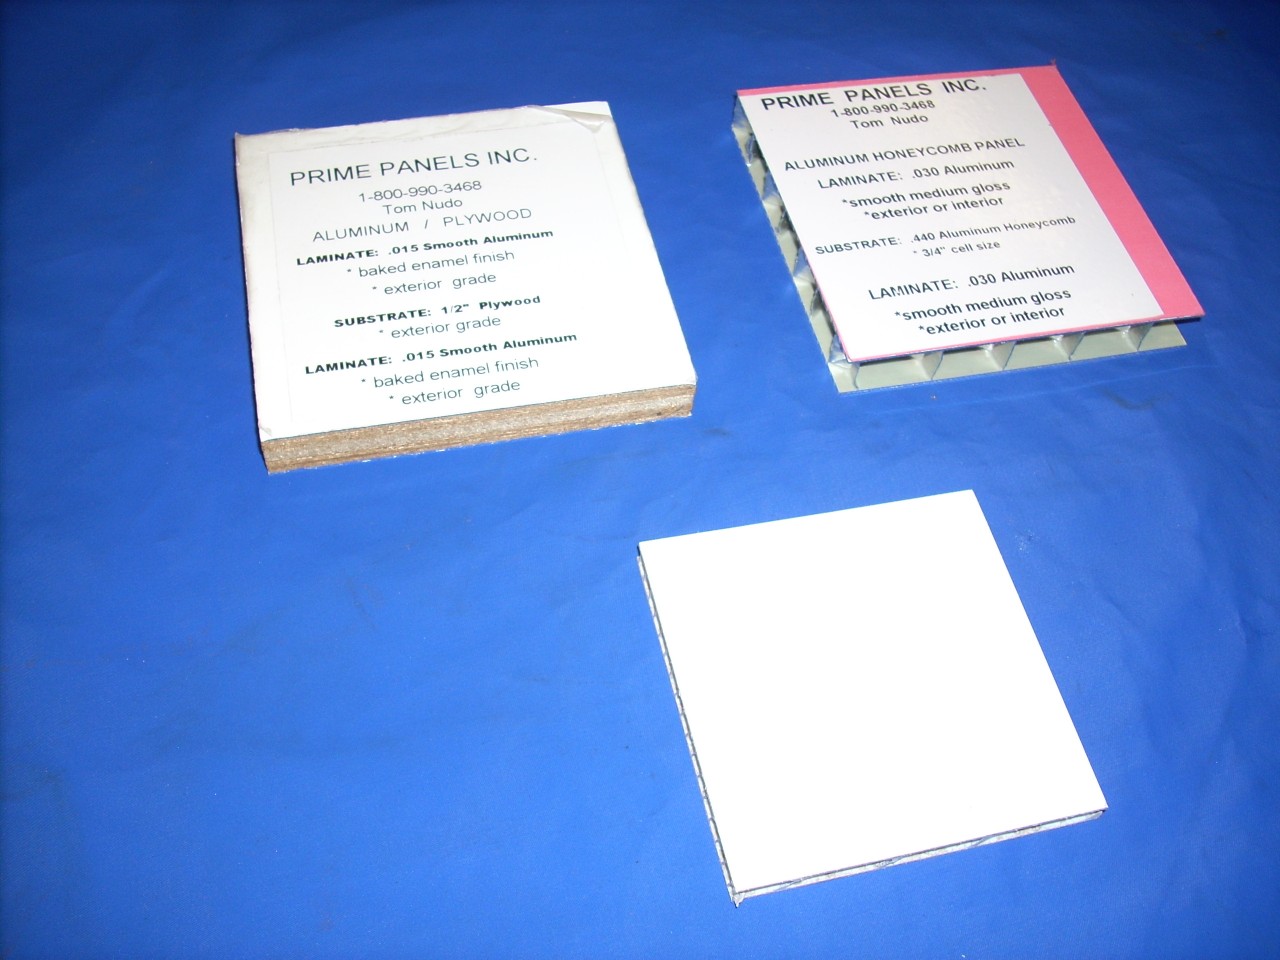 PRIME PANELS INC.
1-800-990-3468
Tom Nudo
ALUMINUM / PLYWOOD
LAMINATE: .015 Smooth Aluminum
* baked enamel finish
* exterior grade
SUBSTRATE: 1/2" Plywood
* exterior grade
LAMINATE: .015 Smooth Aluminum
* baked enamel finish
* exterior grade
PRIME PANELS INC.
1-800-990-3468
Tom Nudo
ALUMINUM HONEYCOMB PANEL
LAMINATE: .030 Aluminum
*smooth medium gloss
*exterior or interior
SUBSTRATE: .440 Aluminum Honeycomb
* 3/4" cell size
LAMINATE: .030 Aluminum
*smooth medium gloss
*exterior or interior